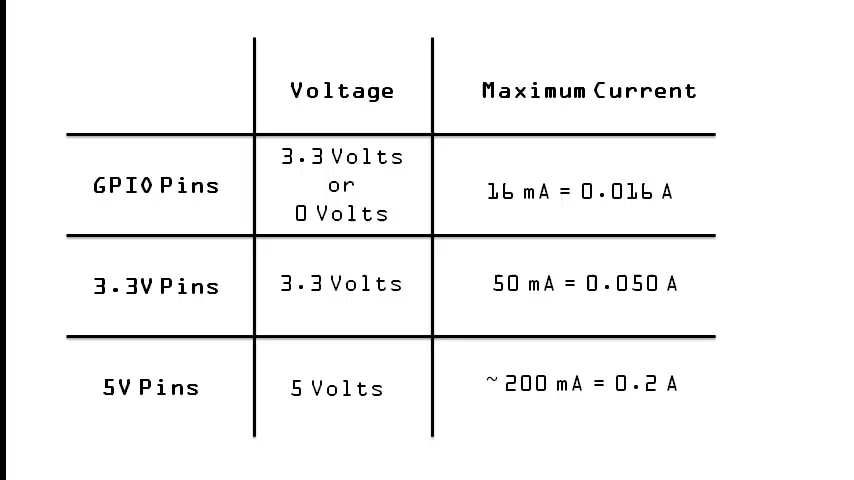 Voltage Maximum Current
GPIO Pins 3.3 Volts or 0 Volts 16 mA = 0.016 A
3.3V Pins 3.3 Volts 50 mA = 0.050 A
5V Pins 5 Volts ~200 mA = 0.2 A